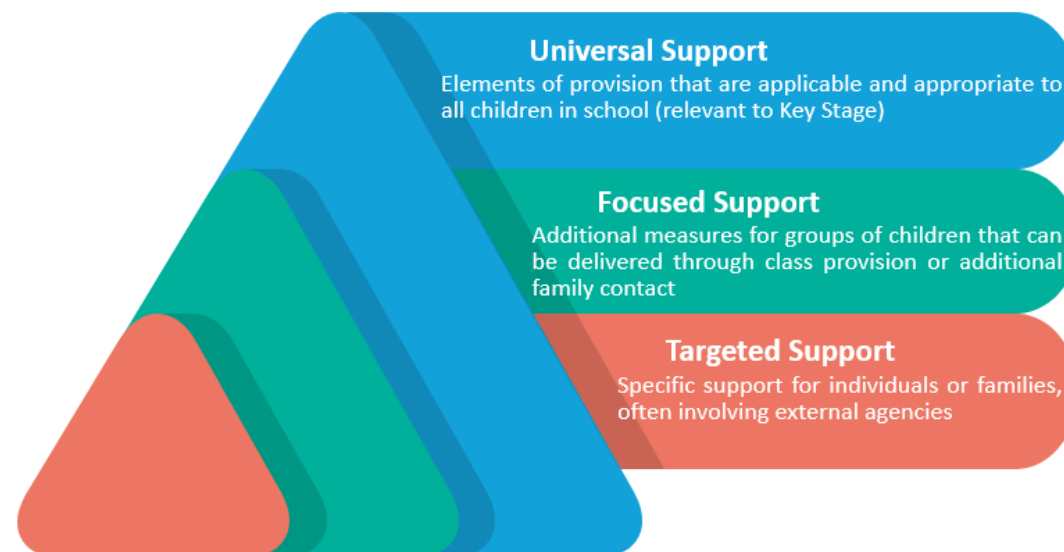 Universal Support
Elements of provision that are applicable and appropriate to
all children in school (relevant to Key Stage)
Focused Support
Additional measures for groups of children that can
be delivered through class provision or additional
family contact
Targeted Support
Specific support for individuals or families,
often involving external agencies